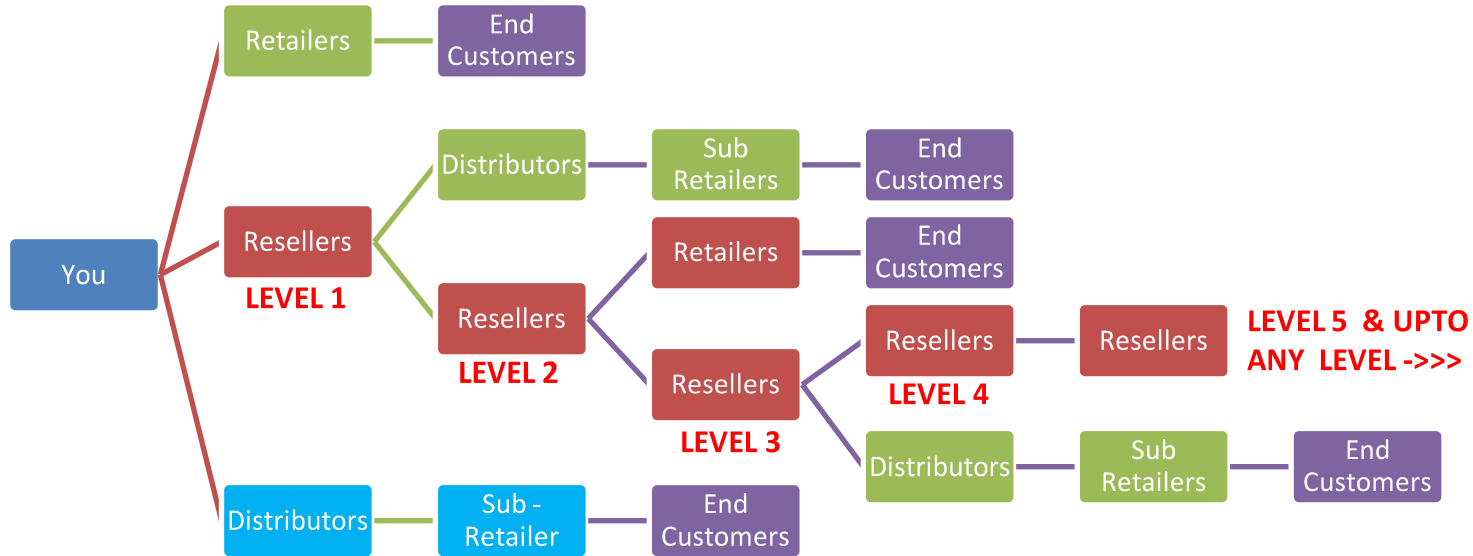 Retailers
End
Customers
Distributors
Sub
Retailers
End
Customers
Resellers
LEVEL 1
Retailers
End
Customers
You
Resellers
LEVEL 2
Resellers
LEVEL 3
Resellers
LEVEL 4
Resellers
LEVEL 5  & UPTO
ANY  LEVEL ->>>
Distributors
Sub
Retailers
End
Customers
Distributors
Sub -
Retailer
End
Customers